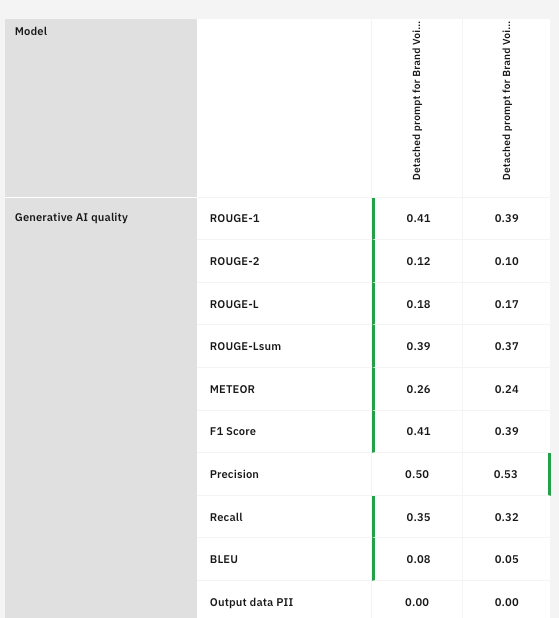 Model
Detached prompt for Brand Voi...
Detached prompt for Brand Voi...
Generative AI quality
ROUGE-1 0.41 0.39
ROUGE-2 0.12 0.10
ROUGE-L 0.18 0.17
ROUGE-Lsum 0.39 0.37
METEOR 0.26 0.24
F1 Score 0.41 0.39
Precision 0.50 0.53
Recall 0.35 0.32
BLEU 0.08 0.05
Output data PII 0.00 0.00